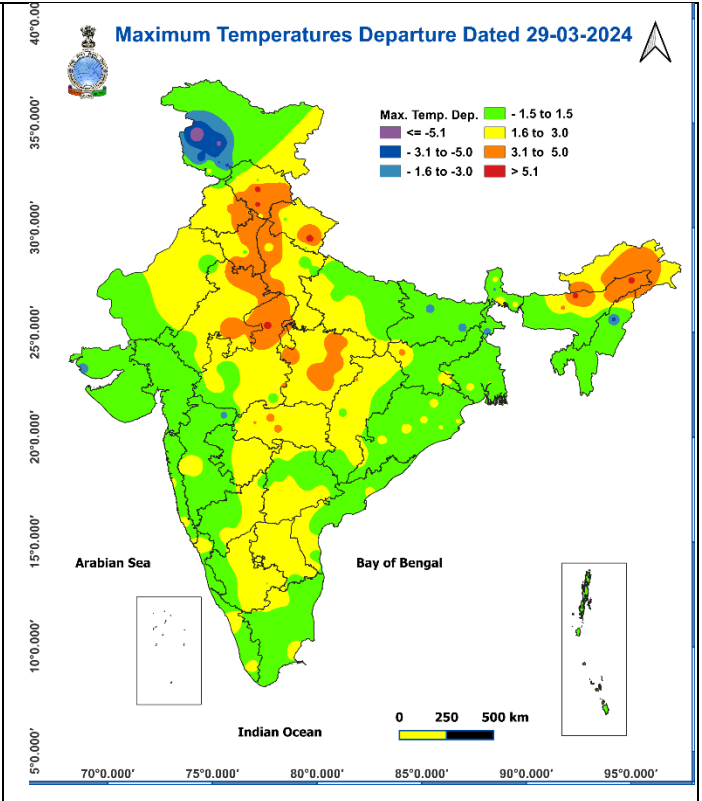 Maximum Temperatures Departure Dated 29-03-2024
Max. Temp. Dep.
<= -5.1
- 3.1 to -5.0
- 1.6 to -3.0
- 1.5 to 1.5
1.6 to 3.0
3.1 to 5.0
> 5.1
40°0.000'
35°0.000'
30°0.000'
25°0.000'
20°0.000'
15°0.000'
10°0.000'
5°0.000'
Arabian Sea
Bay of Bengal
Indian Ocean
0 250 500 km
70°0.000' 75°0.000' 80°0.000' 85°0.000' 90°0.000' 95°0.000'